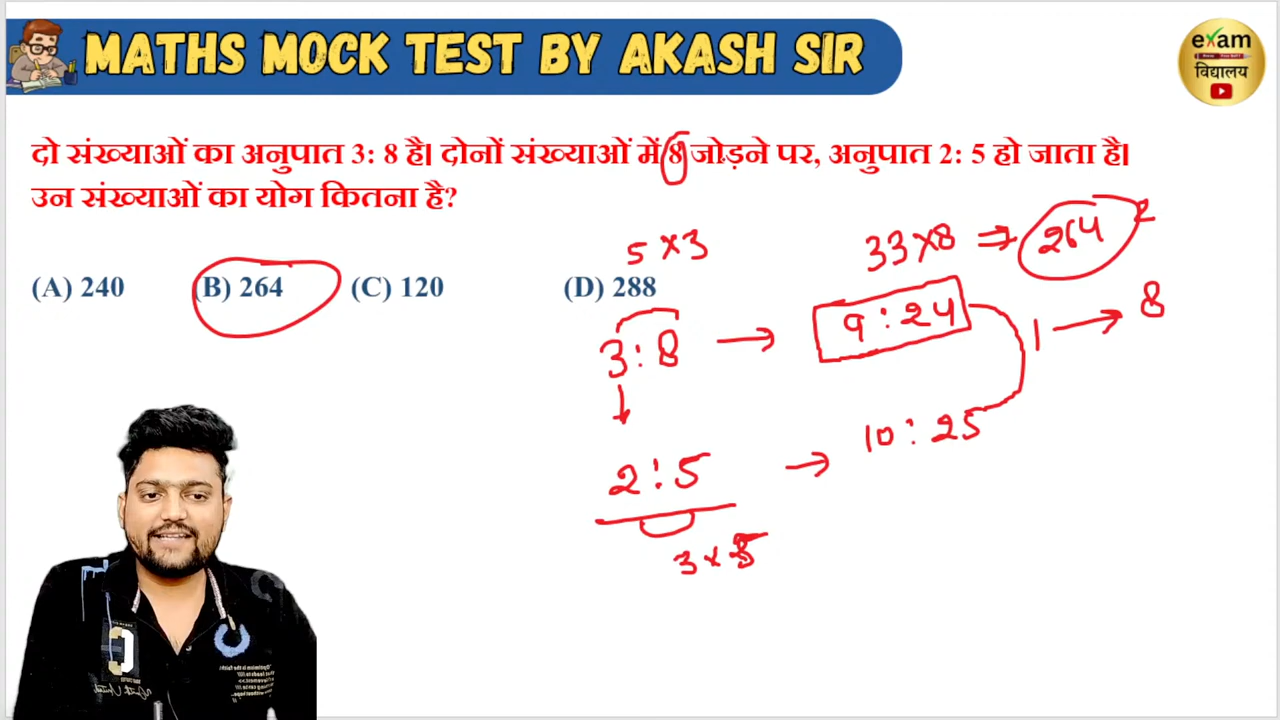 MATHS MOCK TEST BY AKASH SIR
exam
विद्यालय
दो संख्याओं का अनुपात 3: 8 है। दोनों संख्याओं में 8 जोड़ने पर, अनुपात 2: 5 हो जाता है।
उन संख्याओं का योग कितना है?
5 × 3
33 × 8 ⇒ 264
(A) 240 (B) 264 (C) 120 (D) 288
3 : 8 → 9 : 24
1 → 8
2 : 5 → 10 : 25
3 ×